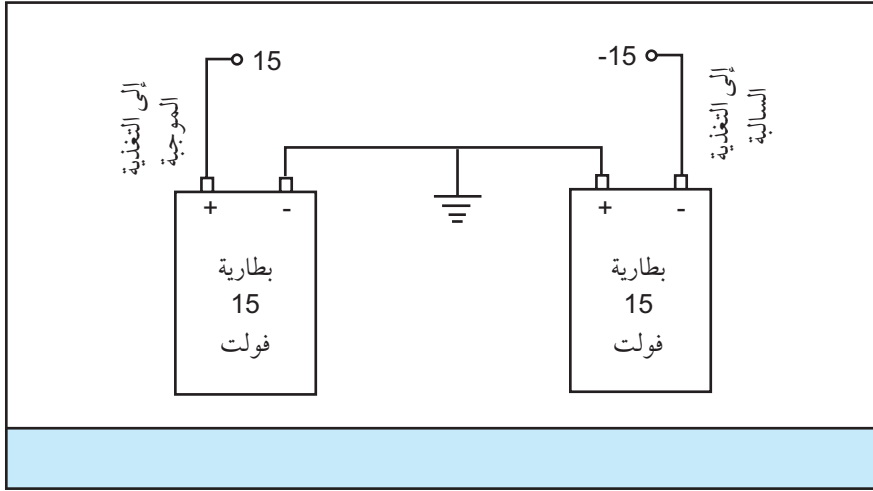 15
-15
إلى التغذية
الموجبة
إلى التغذية
السالبة
+ -
+ -
بطارية
15
فولت
بطارية
15
فولت